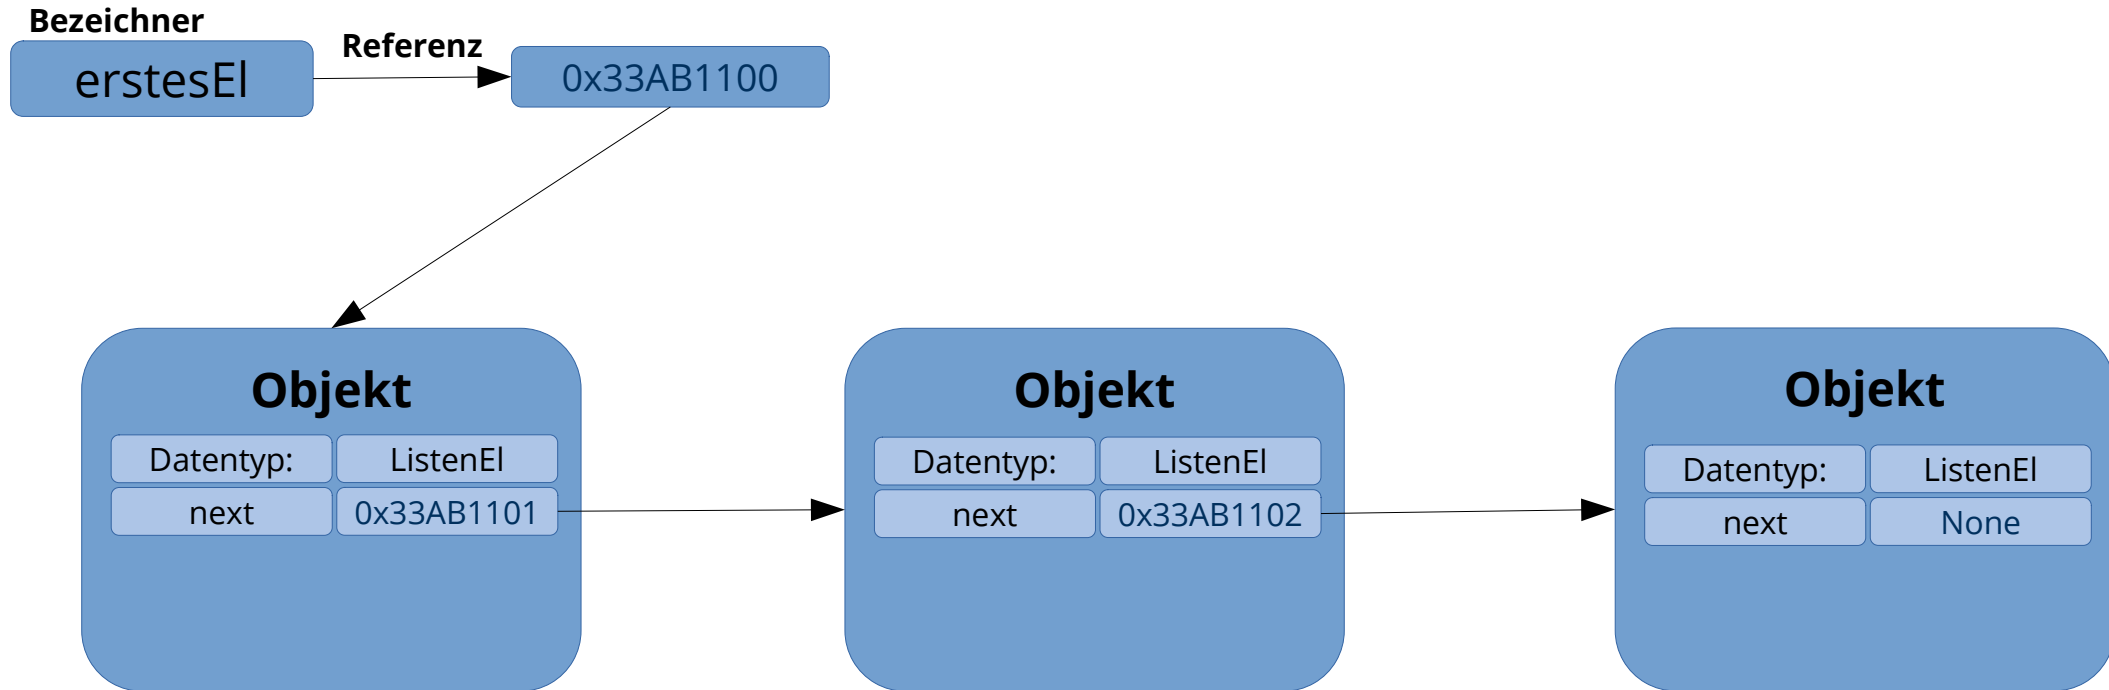 Bezeichner
erstesEl
Referenz
0x33AB1100
Objekt
Datentyp: ListenEl
next 0x33AB1101
Objekt
Datentyp: ListenEl
next 0x33AB1102
Objekt
Datentyp: ListenEl
next None